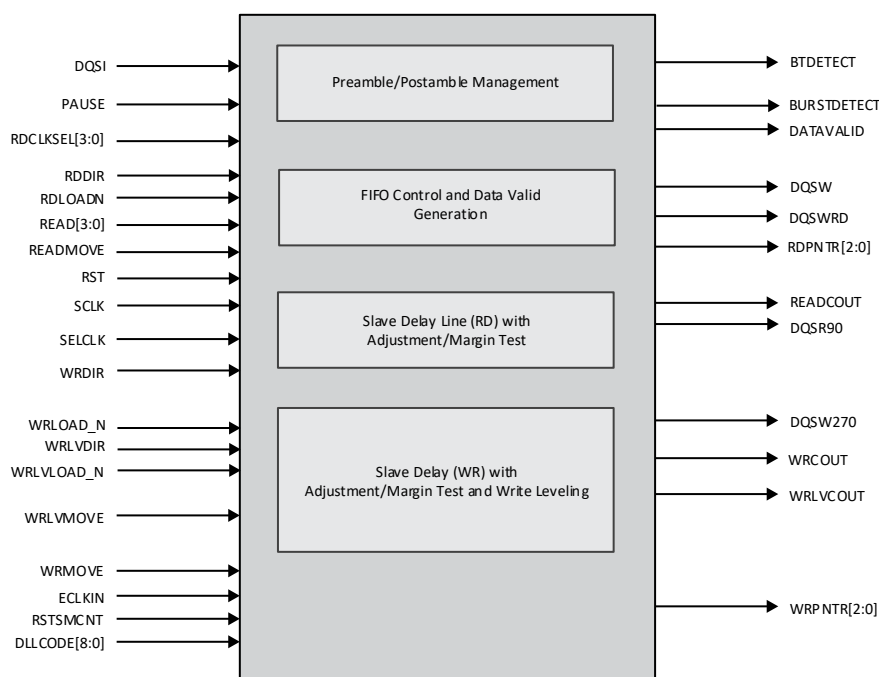 DQSI
PAUSE
RDCLKSEL[3:0]
RDDIR
RDLOADN
READ[3:0]
READMOVE
RST
SCLK
SELCLK
WRDIR
WRLOAD_N
WRLVDIR
WRLVLOAD_N
WRLVMOVE
WRMOVE
ECLKIN
RSTSMCNT
DLLCODE[8:0]
Preamble/Postamble Management
FIFO Control and Data Valid
Generation
Slave Delay Line (RD) with
Adjustment/Margin Test
Slave Delay (WR) with
Adjustment/Margin Test and Write Leveling
BTDETECT
BURSTDETECT
DATAVALID
DQSW
DQSWRD
RDPNTR[2:0]
READCOUT
DQSR90
DQSW270
WRCOUT
WRLVCOUT
WRPNTR[2:0]